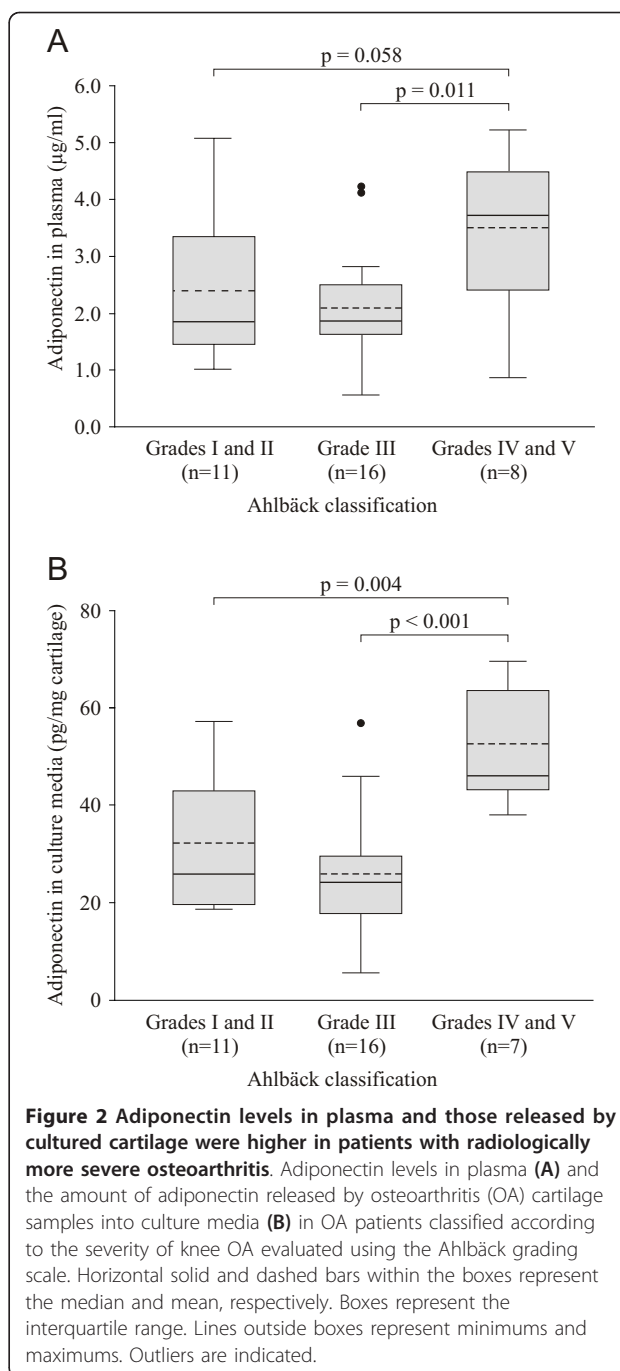 A
p = 0.058
p = 0.011
6.0
5.0
4.0
3.0
2.0
1.0
0.0
Adiponectin in plasma (µg/ml)
Grades I and II
(n=11)
Grade III
(n=16)
Grades IV and V
(n=8)
Ahlbäck classification
B
p = 0.004
p < 0.001
80
60
40
20
0
Adiponectin in culture media (pg/mg cartilage)
Grades I and II
(n=11)
Grade III
(n=16)
Grades IV and V
(n=7)
Ahlbäck classification
Figure 2 Adiponectin levels in plasma and those released by
cultured cartilage were higher in patients with radiologically
more severe osteoarthritis. Adiponectin levels in plasma (A) and
the amount of adiponectin released by osteoarthritis (OA) cartilage
samples into culture media (B) in OA patients classified according
to the severity of knee OA evaluated using the Ahlbäck grading
scale. Horizontal solid and dashed bars within the boxes represent
the median and mean, respectively. Boxes represent the
interquartile range. Lines outside boxes represent minimums and
maximums. Outliers are indicated.